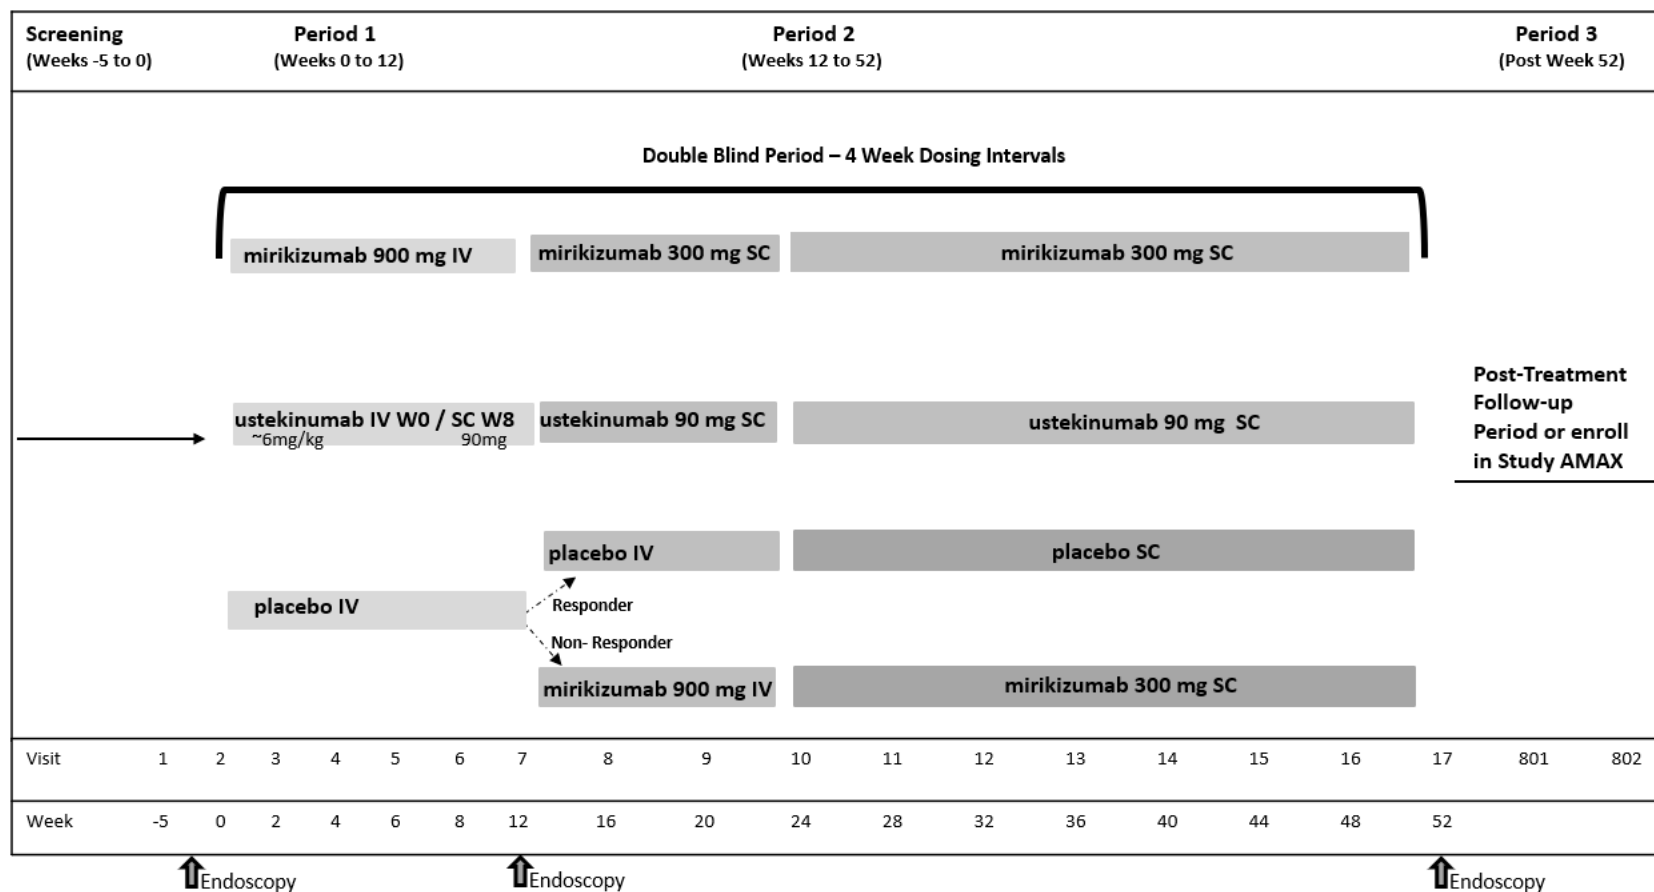 Screening Period 1 Period 2 Period 3
(Weeks -5 to 0) (Weeks 0 to 12) (Weeks 12 to 52) (Post Week 52)
Double Blind Period – 4 Week Dosing Intervals
mirikizumab 900 mg IV mirikizumab 300 mg SC mirikizumab 300 mg SC
ustekinumab IV W0 / SC W8 ustekinumab 90 mg SC ustekinumab 90 mg SC
~6mg/kg 90mg
Post-Treatment
Follow-up
Period or enroll
in Study AMAX
placebo IV placebo SC
Responder
placebo IV
Non- Responder
mirikizumab 900 mg IV mirikizumab 300 mg SC
Visit 1 2 3 4 5 6 7 8 9 10 11 12 13 14 15 16 17 801 802
Week -5 0 2 4 6 8 12 16 20 24 28 32 36 40 44 48 52
Endoscopy Endoscopy Endoscopy